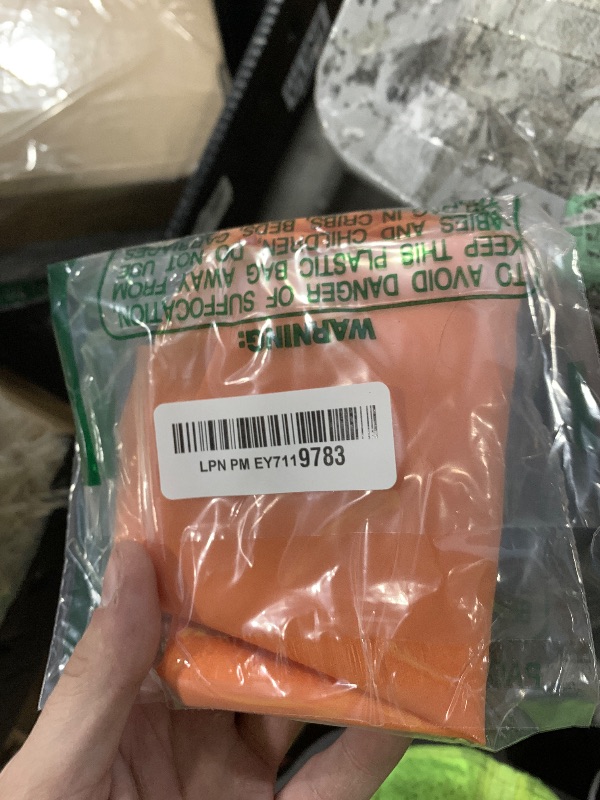 WARNING:
TO AVOID DANGER OF SUFFOCATION
KEEP THIS PLASTIC BAG AWAY FROM
BABIES AND CHILDREN. DO NOT USE
IN CRIBS, BEDS, CARRIAGES
LPN PM EY7119783